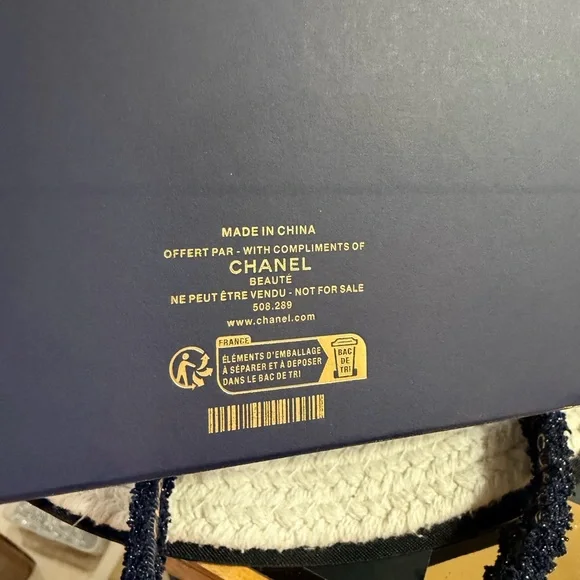 MADE IN CHINA
OFFERT PAR - WITH COMPLIMENTS OF
CHANEL
BEAUTÉ
NE PEUT ÊTRE VENDU - NOT FOR SALE
508.289
www.chanel.com
FRANCE
ÉLÉMENTS D'EMBALLAGE
À SÉPARER ET À DÉPOSER
DANS LE BAC DE TRI
BAC
DE
TRI